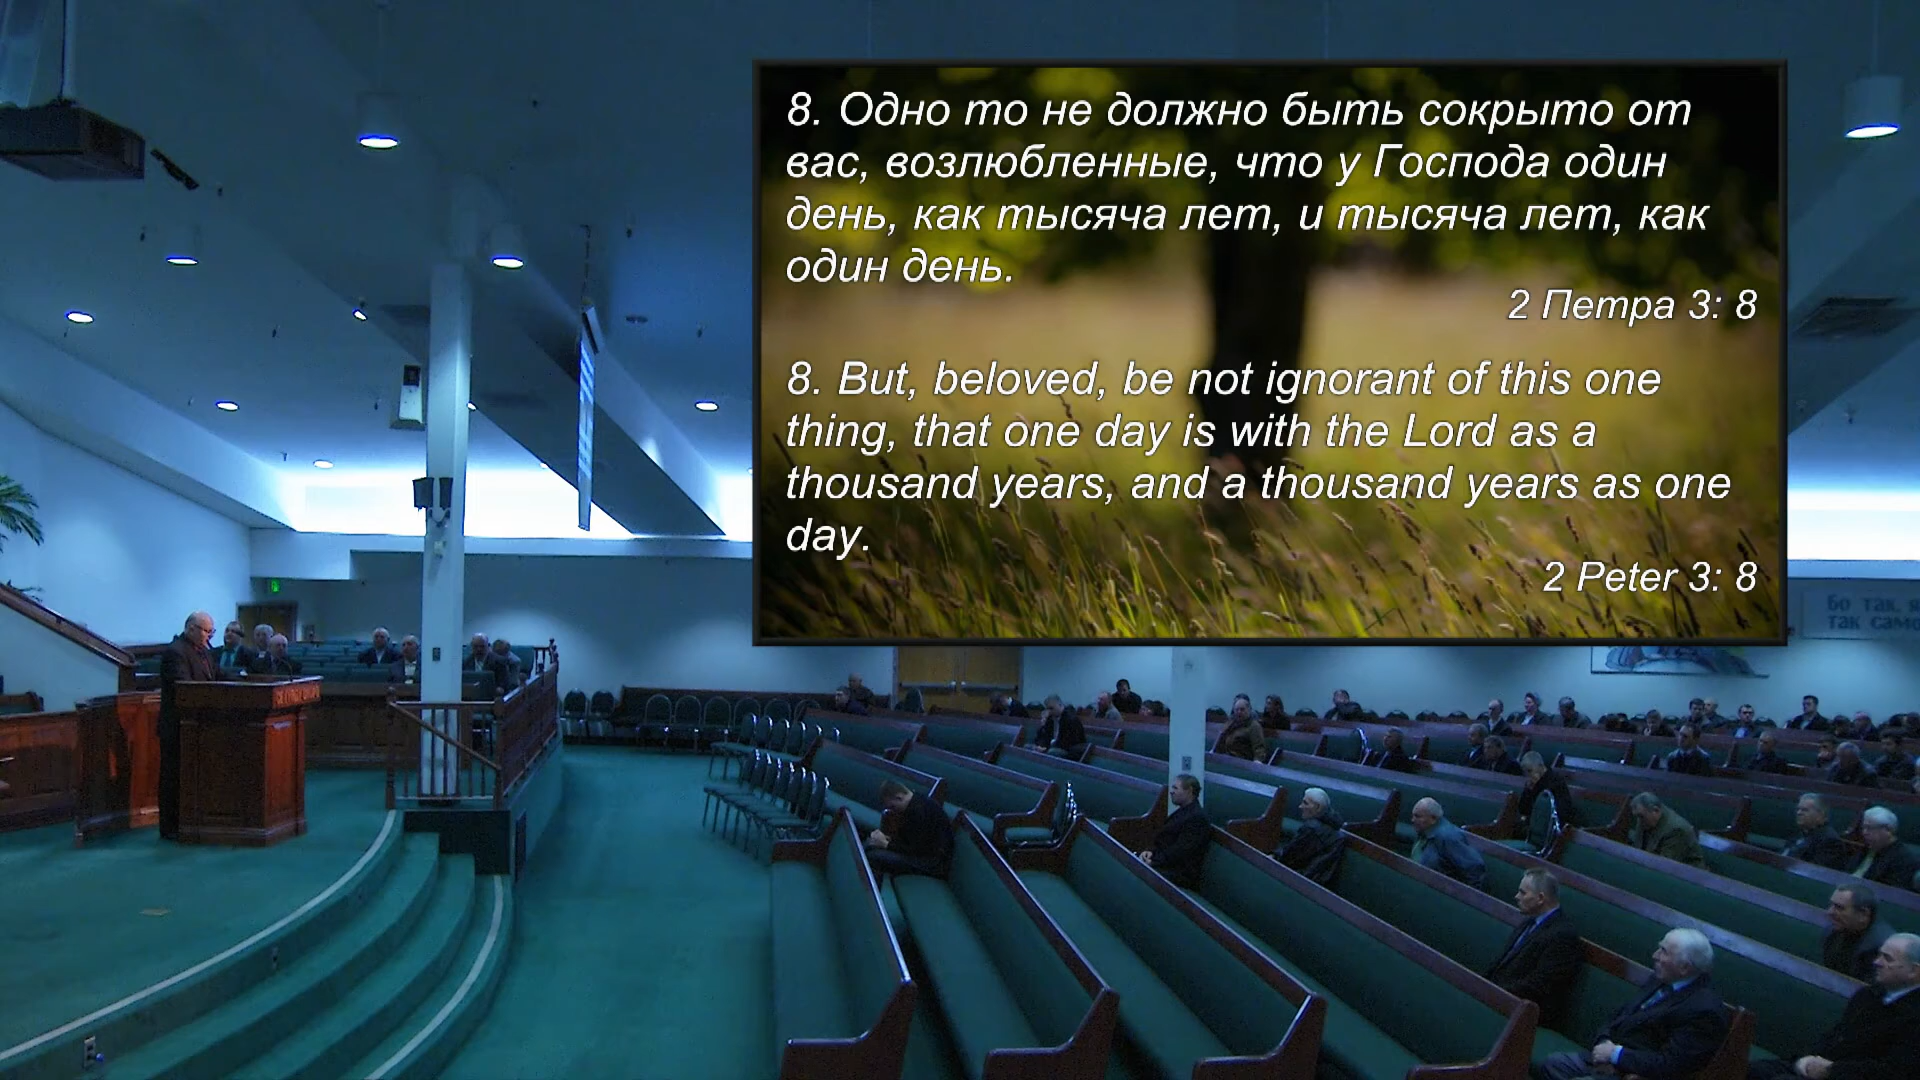 8. Одно то не должно быть сокрыто от
вас, возлюбленные, что у Господа один
день, как тысяча лет, и тысяча лет, как
один день.
2 Петра 3: 8
8. But, beloved, be not ignorant of this one
thing, that one day is with the Lord as a
thousand years, and a thousand years as one
day.
2 Peter 3: 8
Бо так,
так само